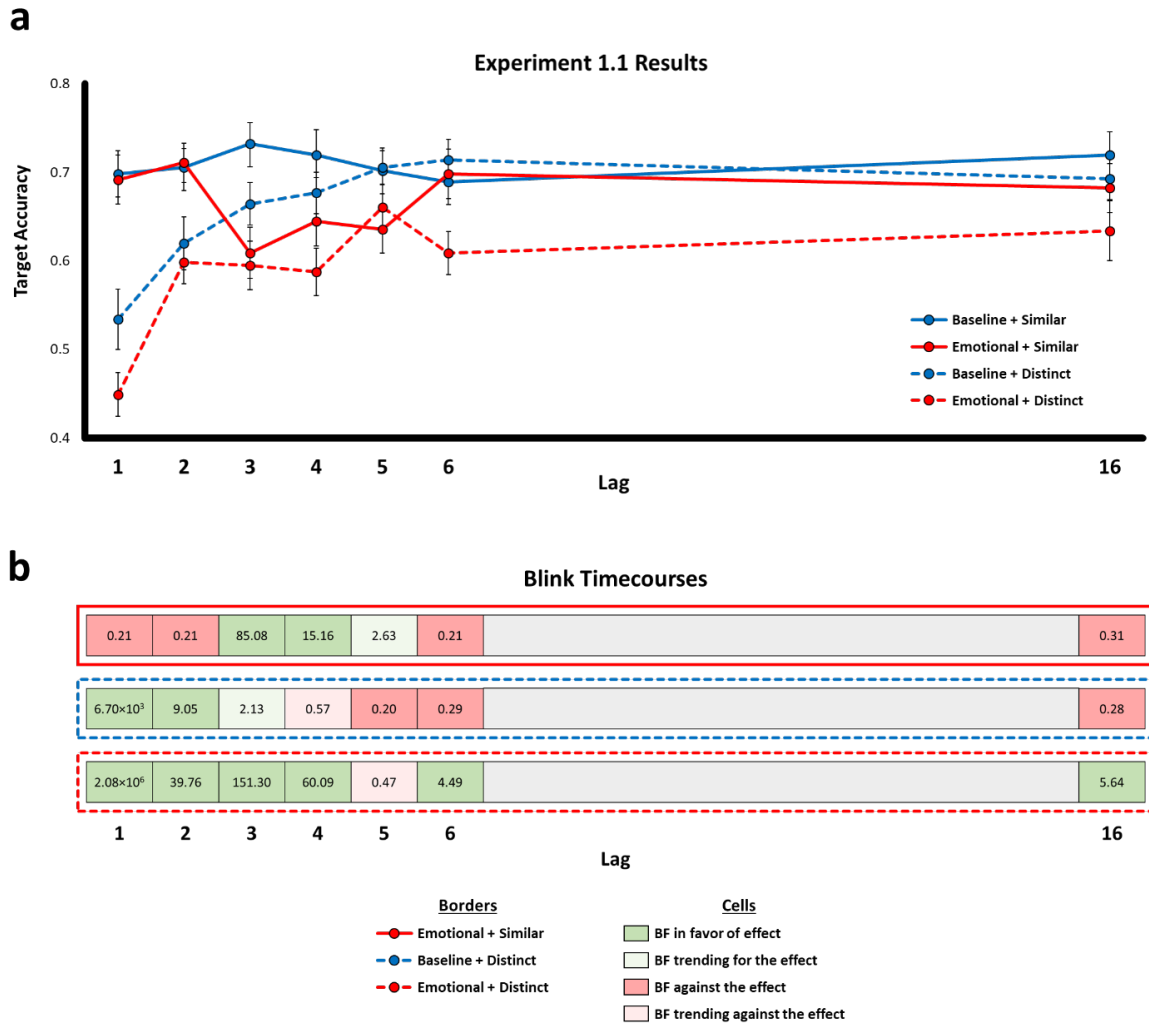 a
Experiment 1.1 Results
0.8
0.7
0.6
0.5
0.4
Target Accuracy
Baseline + Similar
Emotional + Similar
Baseline + Distinct
Emotional + Distinct
1 2 3 4 5 6 16
Lag
b
Blink Timecourses
0.21 0.21 85.08 15.16 2.63 0.21 0.31
6.70×10³ 9.05 2.13 0.57 0.20 0.29 0.28
2.08×10⁶ 39.76 151.30 60.09 0.47 4.49 5.64
1 2 3 4 5 6 16
Lag
Borders
Emotional + Similar
Baseline + Distinct
Emotional + Distinct
Cells
BF in favor of effect
BF trending for the effect
BF against the effect
BF trending against the effect